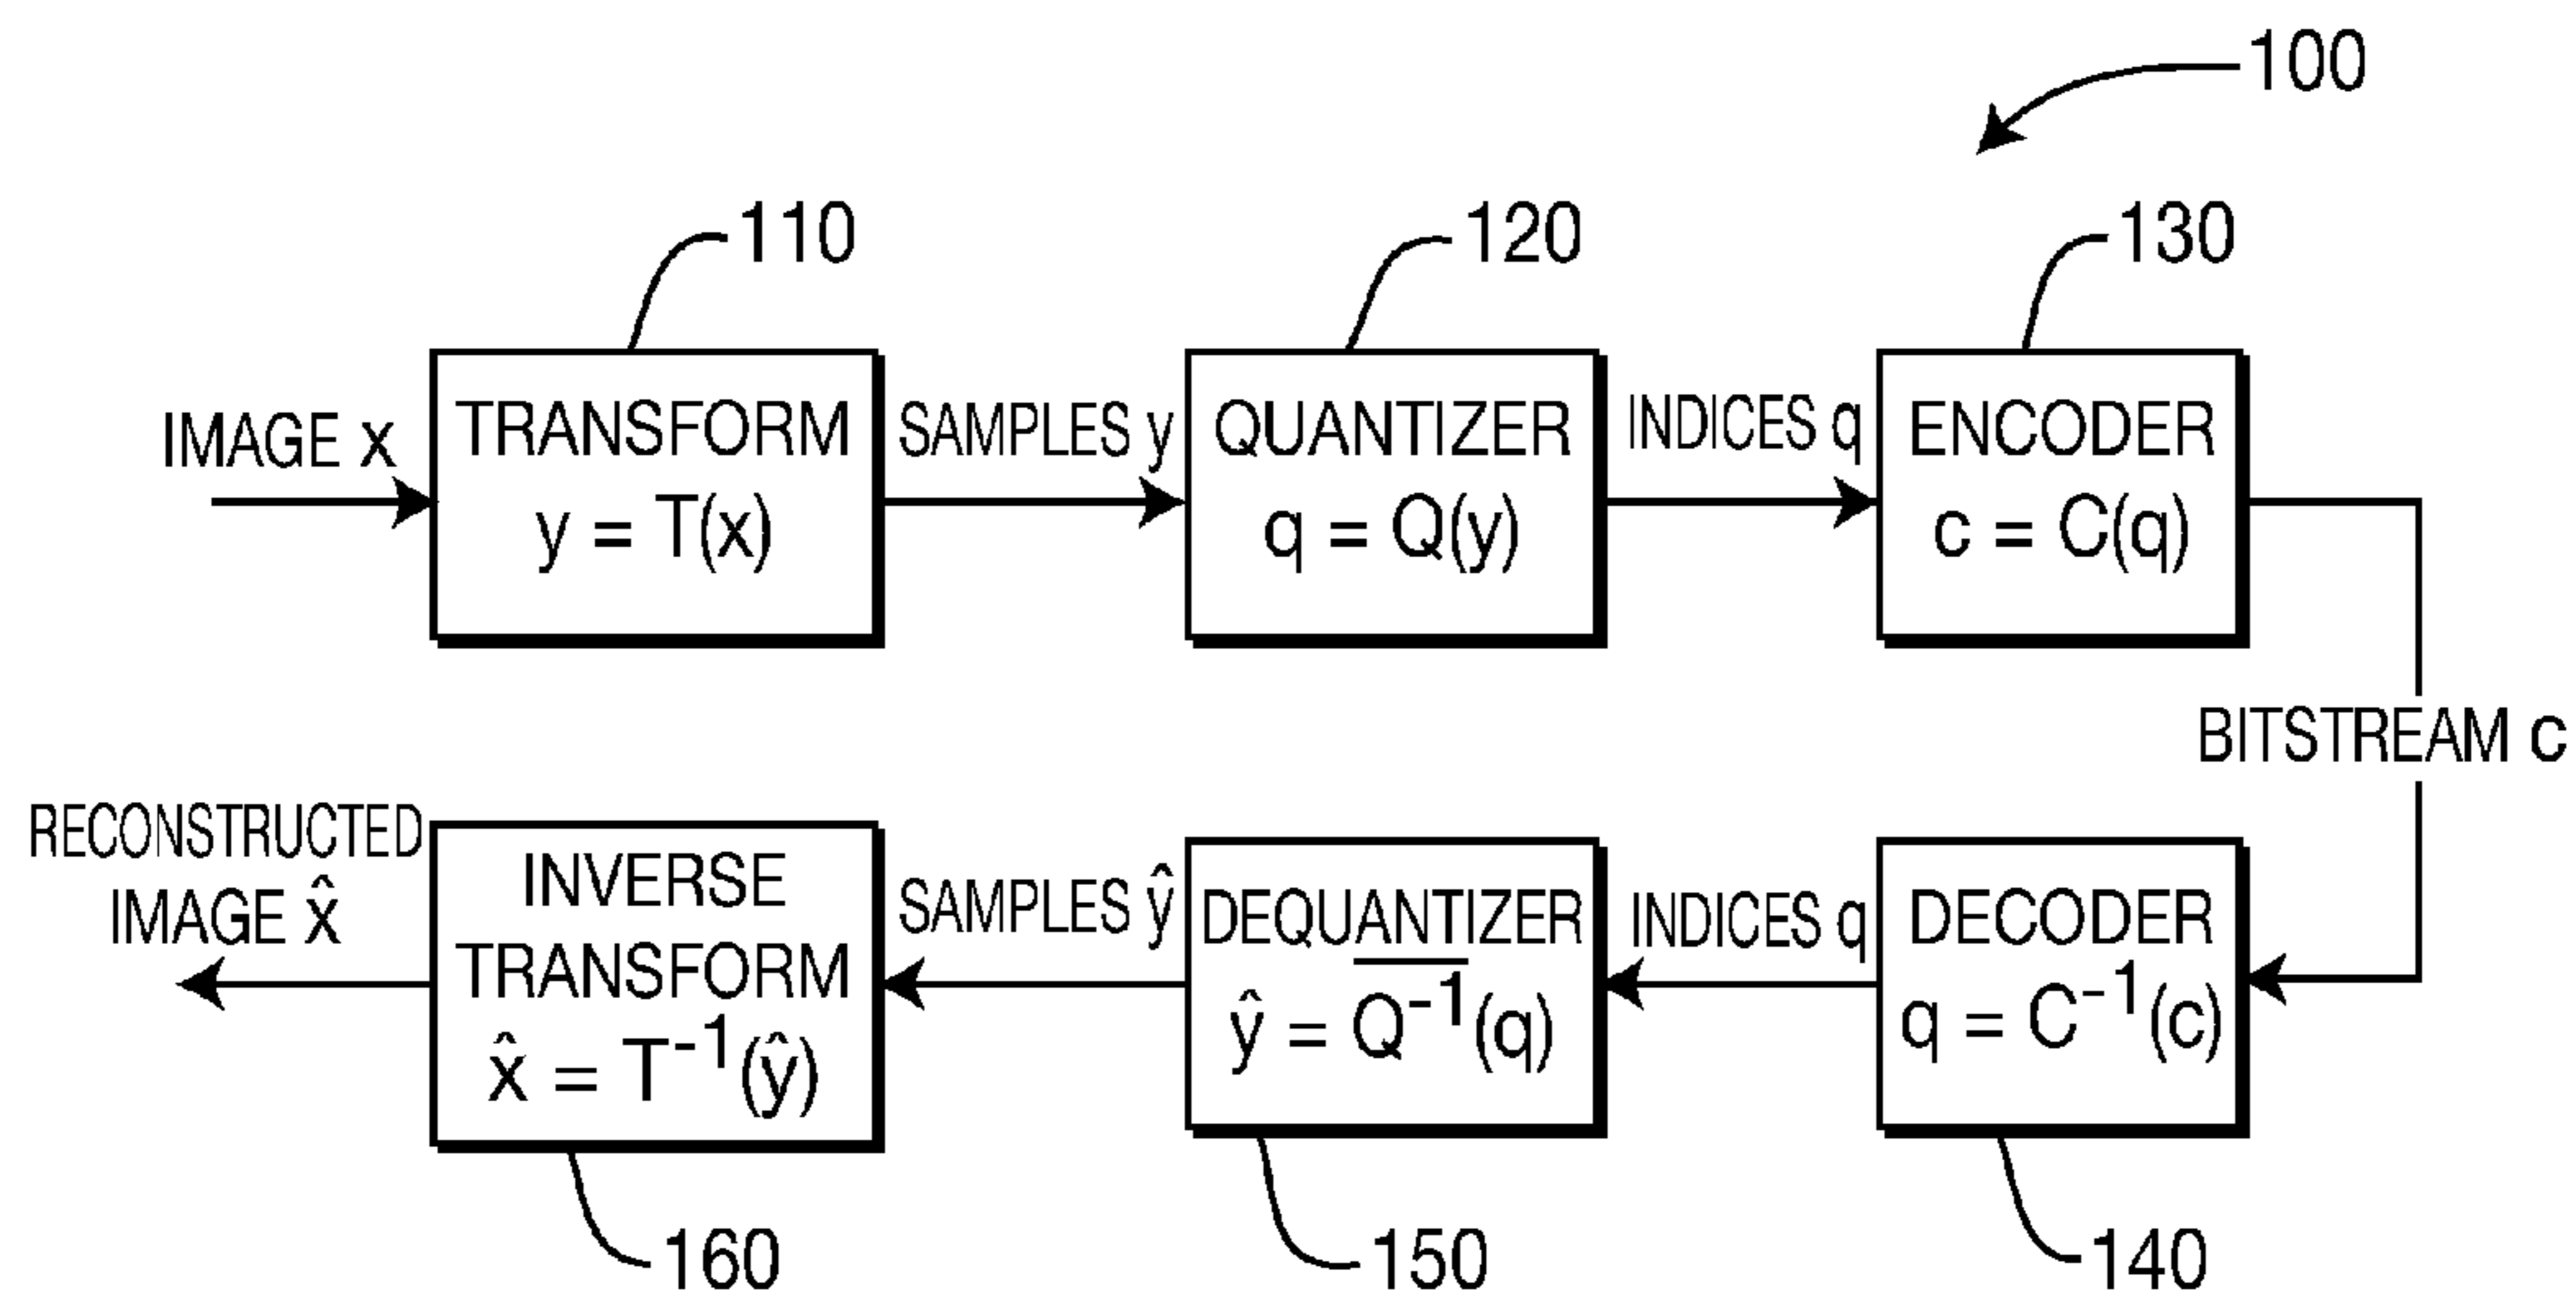 100
110
120
130
IMAGE x
TRANSFORM
y = T(x)
SAMPLES y
QUANTIZER
q = Q(y)
INDICES q
ENCODER
c = C(q)
BITSTREAM c
RECONSTRUCTED
IMAGE x̂
INVERSE
TRANSFORM
x̂ = T⁻¹(ŷ)
SAMPLES ŷ
DEQUANTIZER
ŷ = Q̅⁻̅¹̅(q)
INDICES q
DECODER
q = C⁻¹(c)
160
150
140